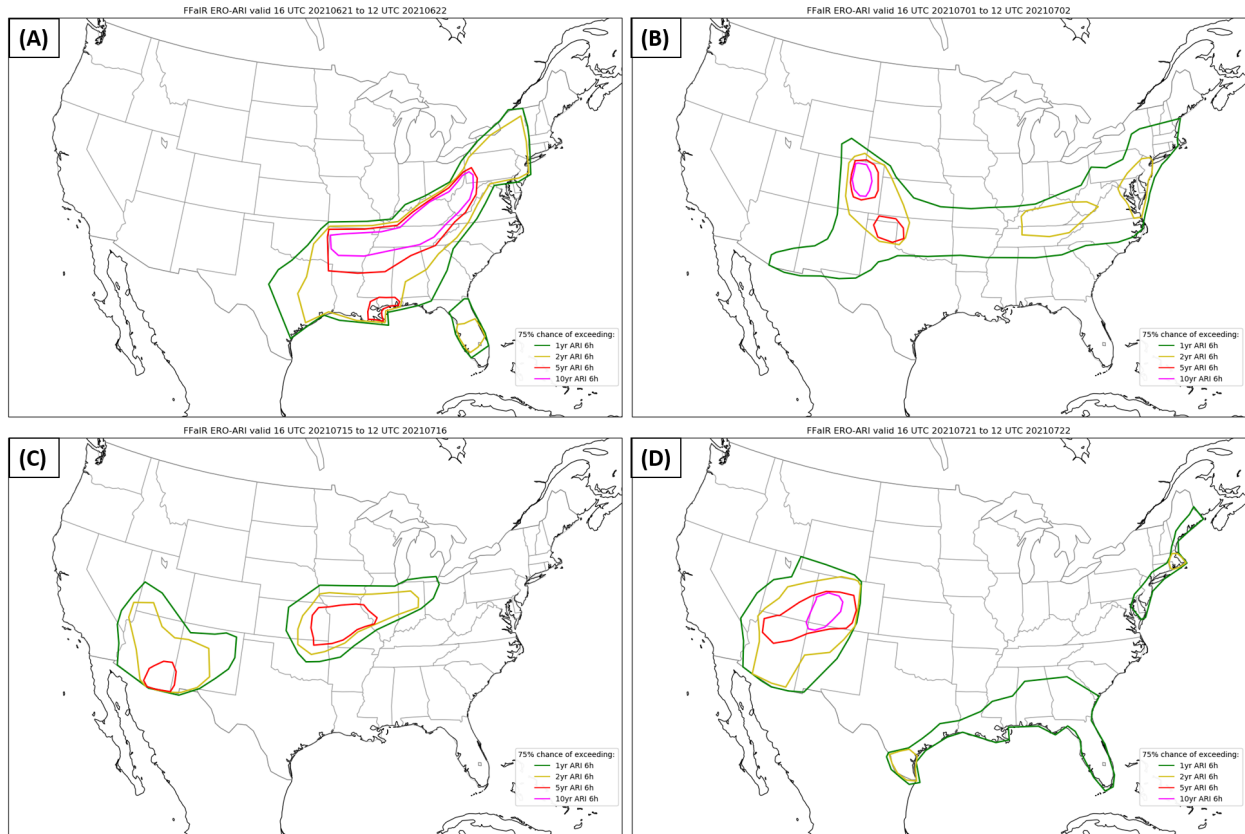 FFaIR ERO-ARI valid 16 UTC 20210621 to 12 UTC 20210622
(A)
75% chance of exceeding:
1yr ARI 6h
2yr ARI 6h
5yr ARI 6h
10yr ARI 6h
FFaIR ERO-ARI valid 16 UTC 20210701 to 12 UTC 20210702
(B)
75% chance of exceeding:
1yr ARI 6h
2yr ARI 6h
5yr ARI 6h
10yr ARI 6h
FFaIR ERO-ARI valid 16 UTC 20210715 to 12 UTC 20210716
(C)
75% chance of exceeding:
1yr ARI 6h
2yr ARI 6h
5yr ARI 6h
10yr ARI 6h
FFaIR ERO-ARI valid 16 UTC 20210721 to 12 UTC 20210722
(D)
75% chance of exceeding:
1yr ARI 6h
2yr ARI 6h
5yr ARI 6h
10yr ARI 6h